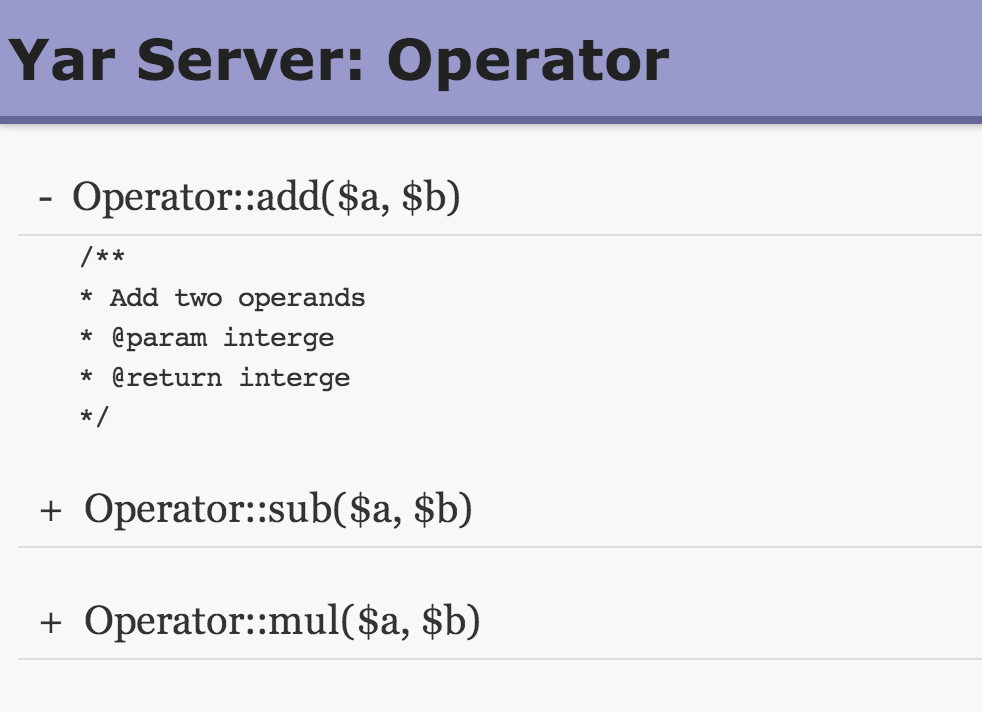 Yar Server: Operator
- Operator::add($a, $b)
/**
* Add two operands
* @param interge
* @return interge
*/
+ Operator::sub($a, $b)
+ Operator::mul($a, $b)